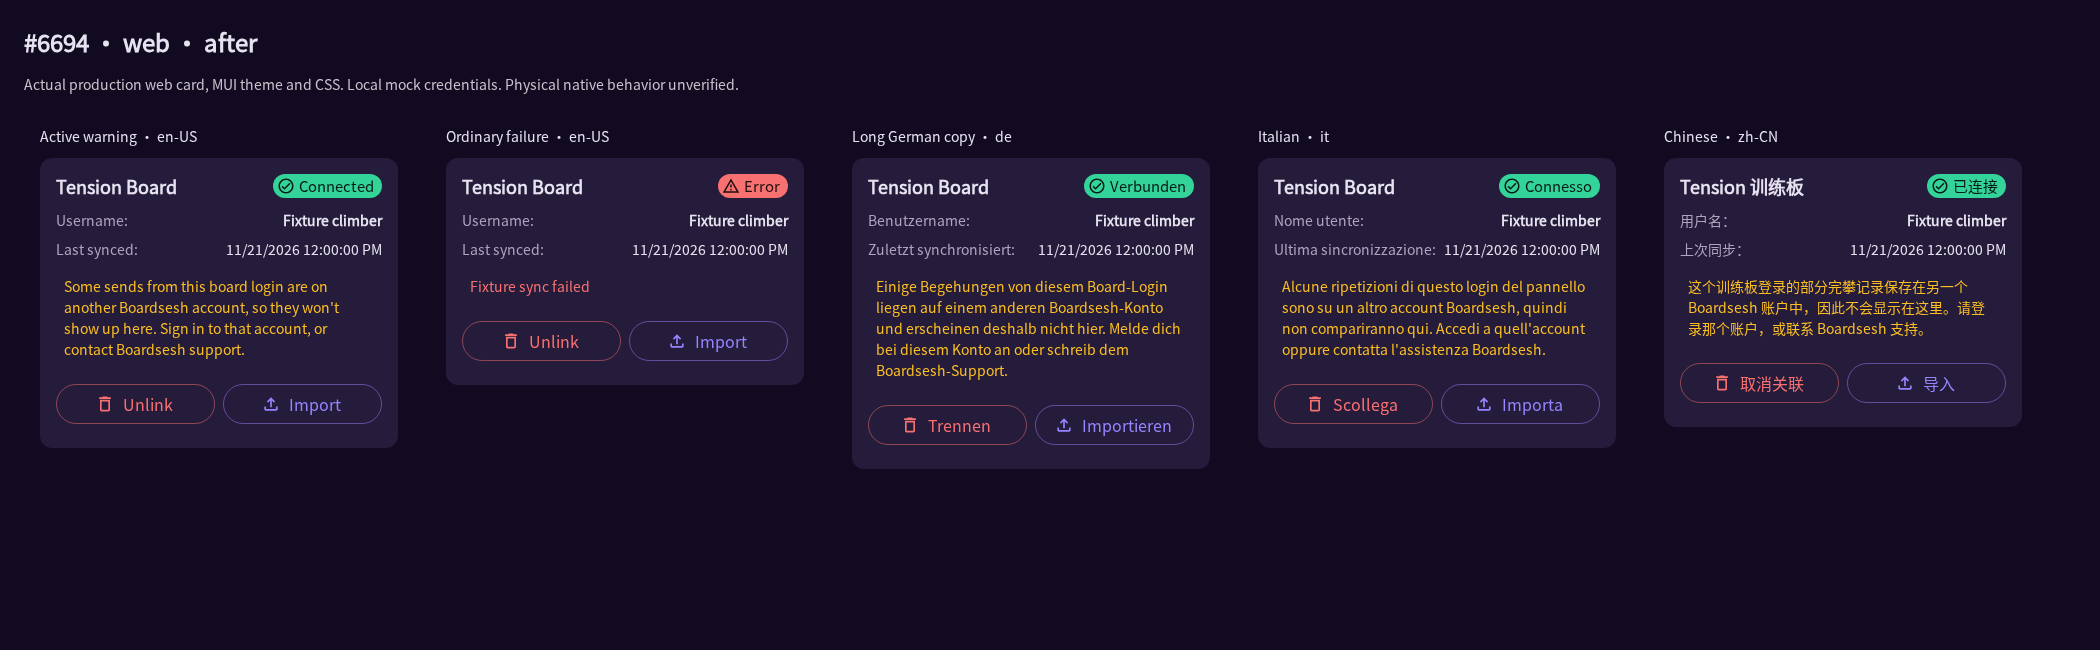 #6694 • web • after
Actual production web card, MUI theme and CSS. Local mock credentials. Physical native behavior unverified.
Active warning • en-US
Tension Board
Connected
Username:
Fixture climber
Last synced:
11/21/2026 12:00:00 PM
Some sends from this board login are on
another Boardsesh account, so they won't
show up here. Sign in to that account, or
contact Boardsesh support.
Unlink
Import
Ordinary failure • en-US
Tension Board
Error
Username:
Fixture climber
Last synced:
11/21/2026 12:00:00 PM
Fixture sync failed
Unlink
Import
Long German copy • de
Tension Board
Verbunden
Benutzername:
Fixture climber
Zuletzt synchronisiert:
11/21/2026 12:00:00 PM
Einige Begehungen von diesem Board-Login
liegen auf einem anderen Boardsesh-Konto
und erscheinen deshalb nicht hier. Melde dich
bei diesem Konto an oder schreib dem
Boardsesh-Support.
Trennen
Importieren
Italian • it
Tension Board
Connesso
Nome utente:
Fixture climber
Ultima sincronizzazione:
11/21/2026 12:00:00 PM
Alcune ripetizioni di questo login del pannello
sono su un altro account Boardsesh, quindi
non compariranno qui. Accedi a quell'account
oppure contatta l'assistenza Boardsesh.
Scollega
Importa
Chinese • zh-CN
Tension 训练板
已连接
用户名：
Fixture climber
上次同步：
11/21/2026 12:00:00 PM
这个训练板登录的部分完攀记录保存在另一个
Boardsesh 账户中，因此不会显示在这里。请登
录那个账户，或联系 Boardsesh 支持。
取消关联
导入